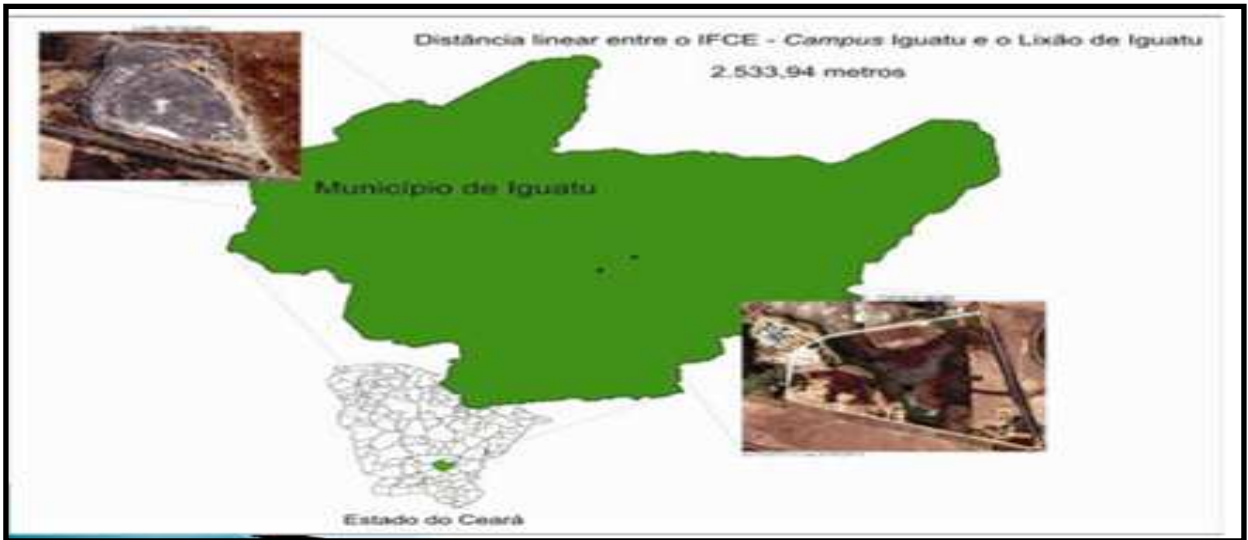 Distância linear entre o IFCE - Campus Iguatu e o Lixão de Iguatu
2.533,94 metros
Município de Iguatu
Estado do Ceará